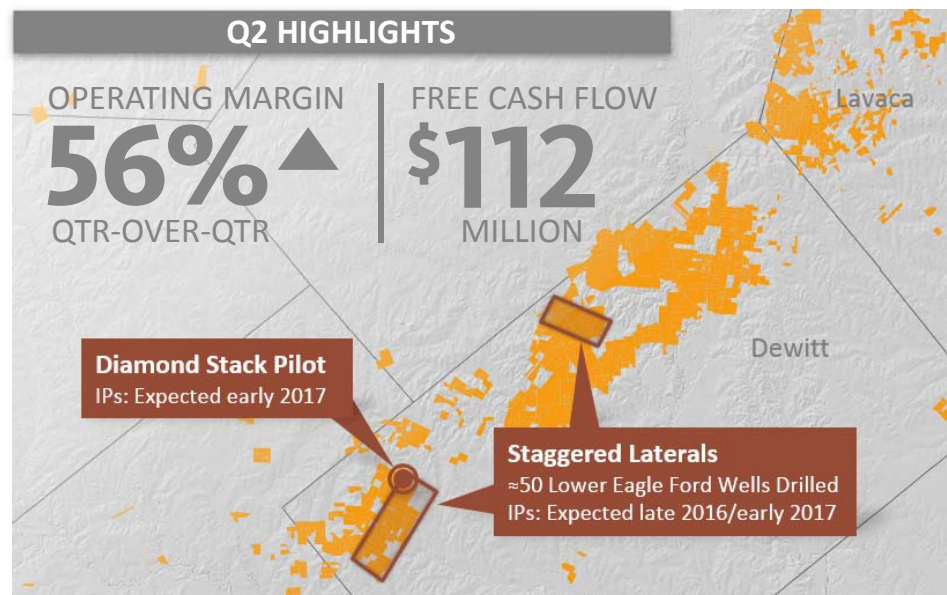 Q2 HIGHLIGHTS
OPERATING MARGIN
56%▲
QTR-OVER-QTR
FREE CASH FLOW
$112
MILLION
Lavaca
Dewitt
Diamond Stack Pilot
IPs: Expected early 2017
Staggered Laterals
≈50 Lower Eagle Ford Wells Drilled
IPs: Expected late 2016/early 2017